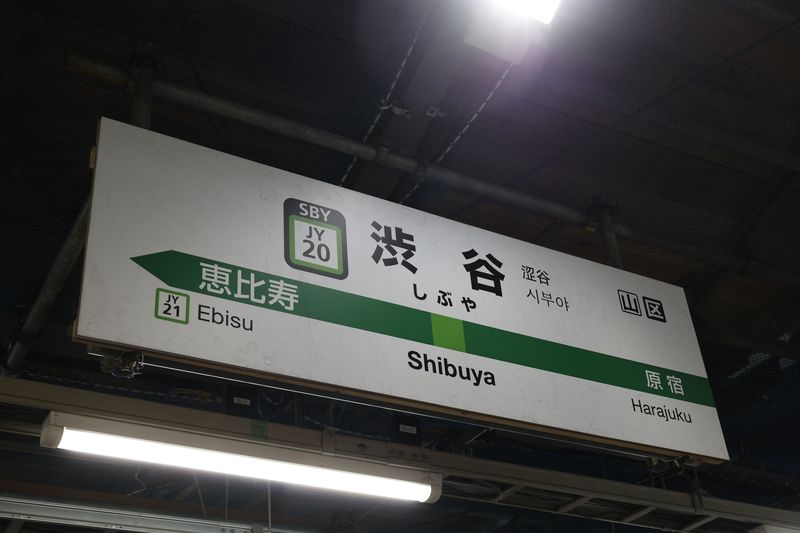 SBY
JY
20
渋谷
しぶや
澀谷
시부야
山 区
恵比寿
JY
21
Ebisu
Shibuya
原宿
Harajuku